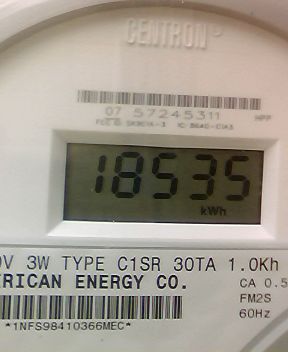 CENTRON®
07 57245311 HPP
18535
kWh
V 3W TYPE C1SR 30TA 1.0Kh
RICAN ENERGY CO. CA 0.5
FM2S
60Hz
*1NFS98410366MEC*